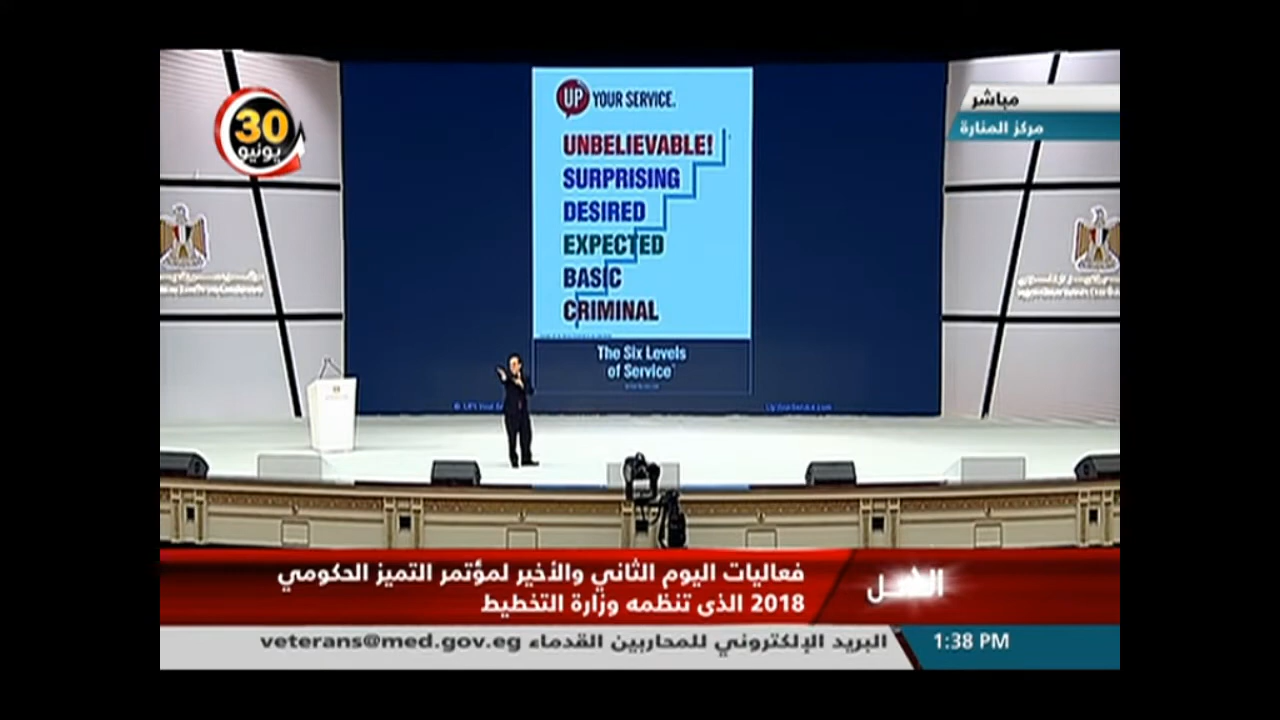 30
يونيو
مباشر
مركز المنارة
UP YOUR SERVICE.
UNBELIEVABLE!
SURPRISING
DESIRED
EXPECTED
BASIC
CRIMINAL
The Six Levels
of Service
UpYourService.com
فعاليات اليوم الثاني والأخير لمؤتمر التميز الحكومي
2018 الذى تنظمه وزارة التخطيط
البريد الإلكتروني للمحاربين القدماء veterans@med.gov.eg
1:38 PM